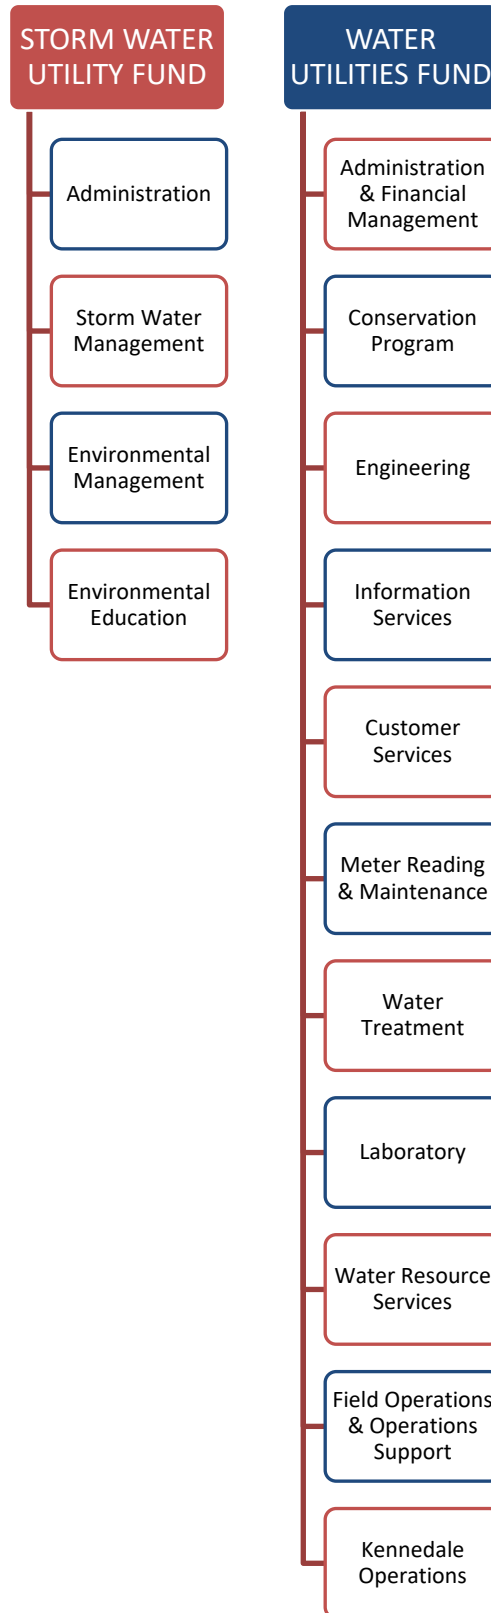 STORM WATER
UTILITY FUND
Administration
Storm Water
Management
Environmental
Management
Environmental
Education
WATER
UTILITIES FUND
Administration
& Financial
Management
Conservation
Program
Engineering
Information
Services
Customer
Services
Meter Reading
& Maintenance
Water
Treatment
Laboratory
Water Resource
Services
Field Operations
& Operations
Support
Kennedale
Operations